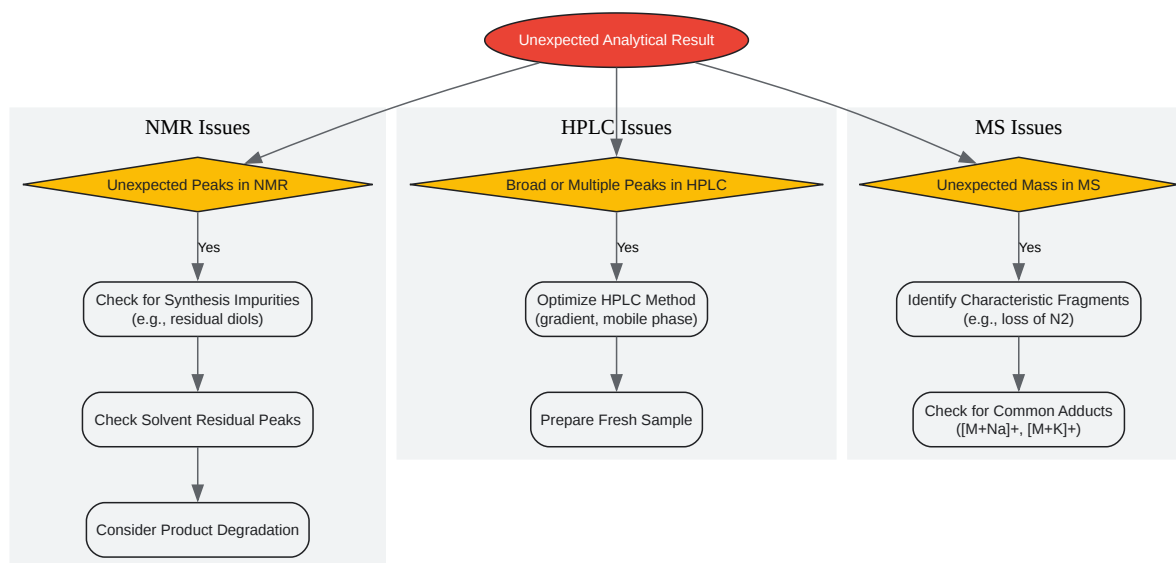 Unexpected Analytical Result
NMR Issues
HPLC Issues
MS Issues
Unexpected Peaks in NMR
Broad or Multiple Peaks in HPLC
Unexpected Mass in MS
Yes
Yes
Yes
Check for Synthesis Impurities
(e.g., residual diols)
Optimize HPLC Method
(gradient, mobile phase)
Identify Characteristic Fragments
(e.g., loss of N2)
Check Solvent Residual Peaks
Prepare Fresh Sample
Check for Common Adducts
([M+Na]+, [M+K]+)
Consider Product Degradation